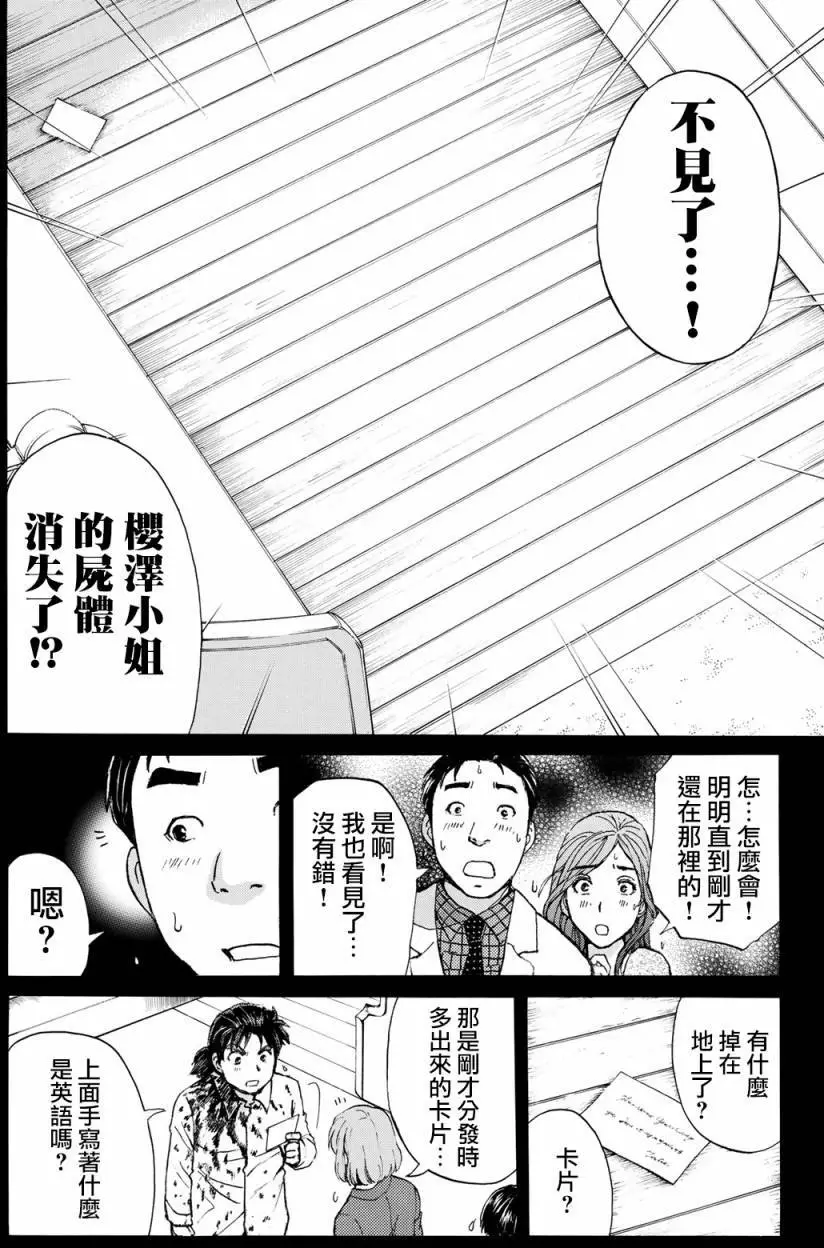 不見了…！
櫻澤小姐
的屍體
消失了!?
怎…怎麼會！
明明直到剛才
還在那裡的！
是啊！
我也看見了…
沒有錯！
嗯？
有什麼
掉在
地上了？
卡片？
那是剛才分發時
多出來的卡片…
上面手寫著什麼
是英語嗎？